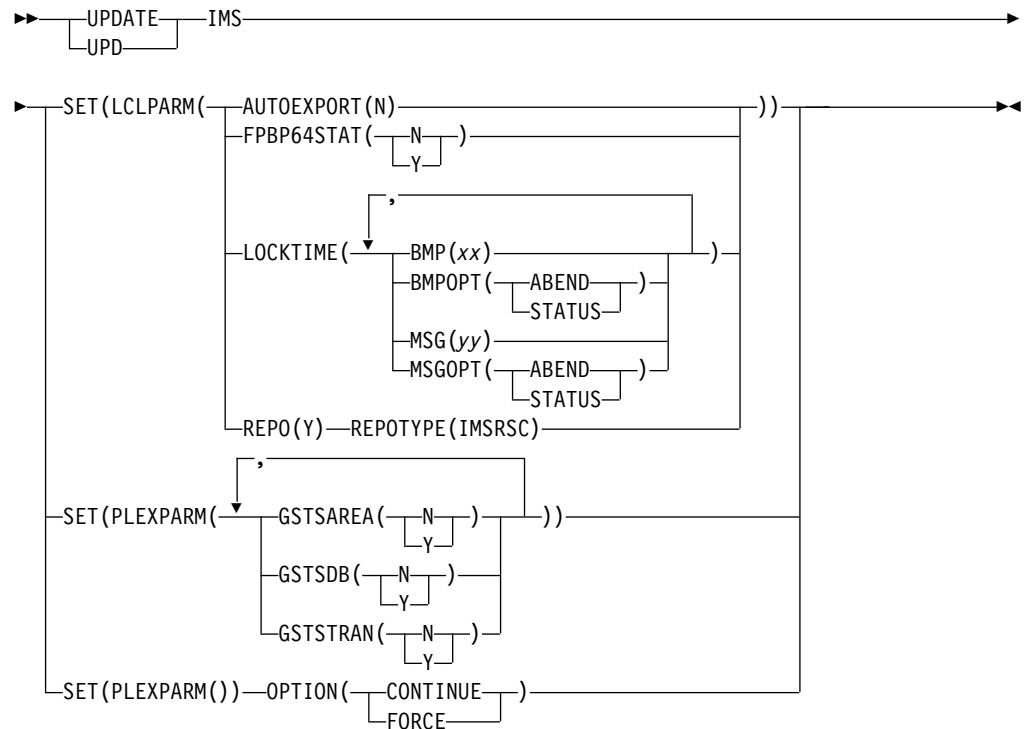 UPDATE IMS
UPD
SET(LCLPARM( AUTOEXPORT(N) ))
FPBP64STAT( N )
Y
,
LOCKTIME( BMP(xx) )
BMPOPT( ABEND )
STATUS
MSG(yy)
MSGOPT( ABEND )
STATUS
REPO(Y) REPOTYPE(IMSRSC)
,
SET(PLEXPARM( GSTSAREA( N ) ))
Y
GSTSDB( N )
Y
GSTSTRAN( N )
Y
SET(PLEXPARM()) OPTION( CONTINUE )
FORCE